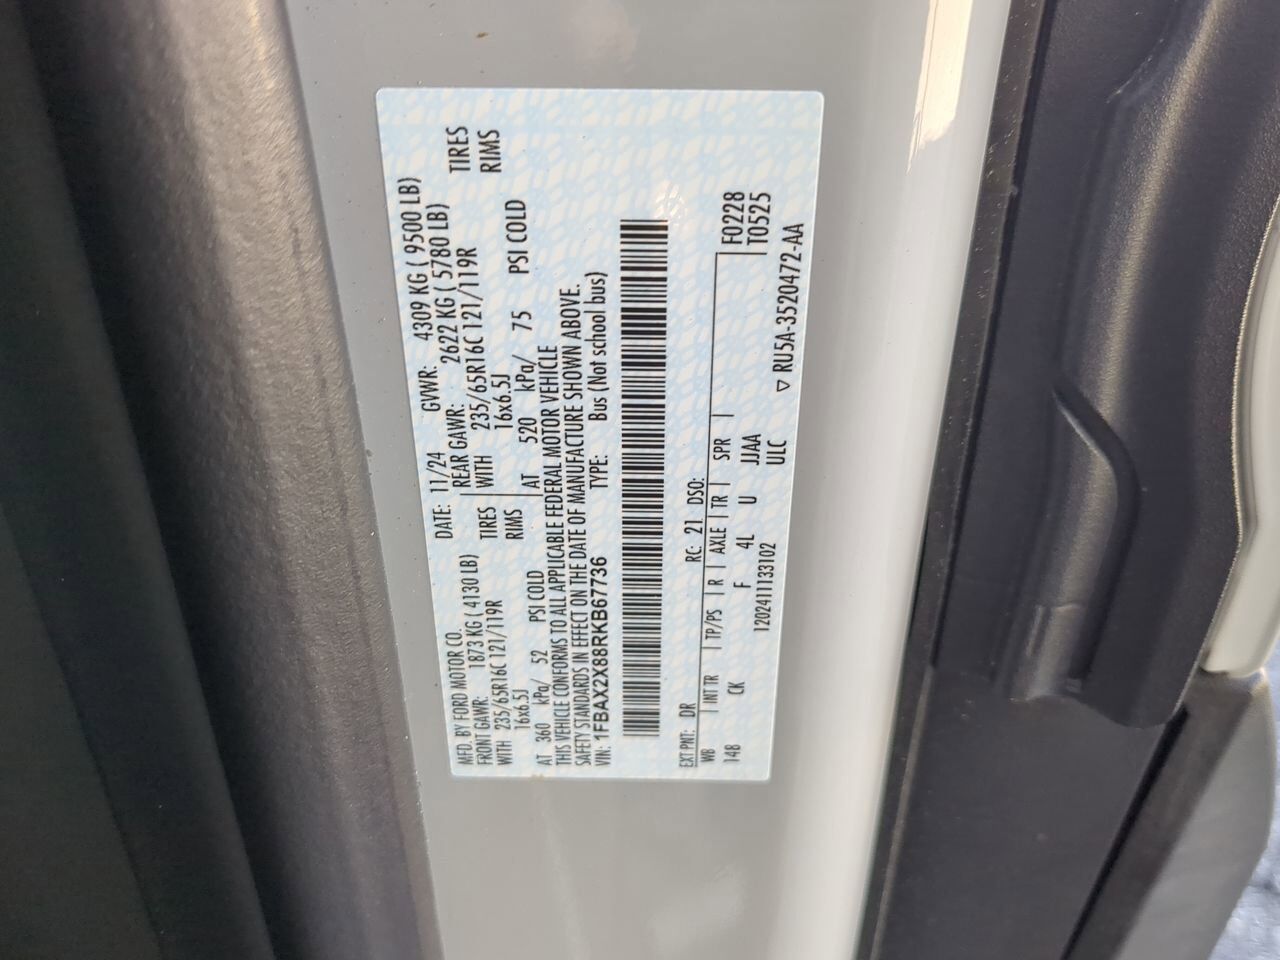 MFD. BY FORD MOTOR CO. DATE: 11/24 GVWR: 4309 KG ( 9500 LB)
FRONT GAWR: 1873 KG ( 4130 LB) REAR GAWR: 2622 KG ( 5780 LB)
WITH 235/65R16C 121/119R TIRES WITH 235/65R16C 121/119R TIRES
16x6.5J RIMS 16x6.5J RIMS
AT 360 kPa/ 52 PSI COLD AT 520 kPa/ 75 PSI COLD
THIS VEHICLE CONFORMS TO ALL APPLICABLE FEDERAL MOTOR VEHICLE
SAFETY STANDARDS IN EFFECT ON THE DATE OF MANUFACTURE SHOWN ABOVE.
VIN: 1FBAX2X88RKB67736 TYPE: Bus (Not school bus)
EXT PNT: DR RC: 21 DSO: F0228
WB INT TR TP/PS R AXLE TR SPR T0525
148 CK F 4L U JJAA
1202411133102 ULC ▽ RU5A-3520472-AA